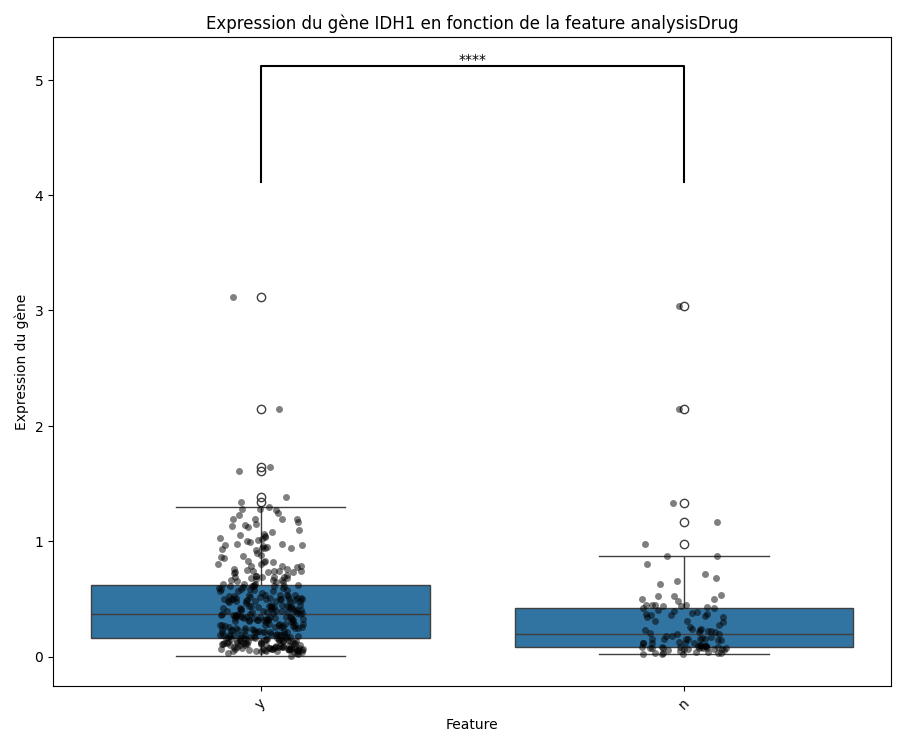 Expression du gène IDH1 en fonction de la feature analysisDrug
****
5
4
3
2
1
0
Expression du gène
y
n
Feature